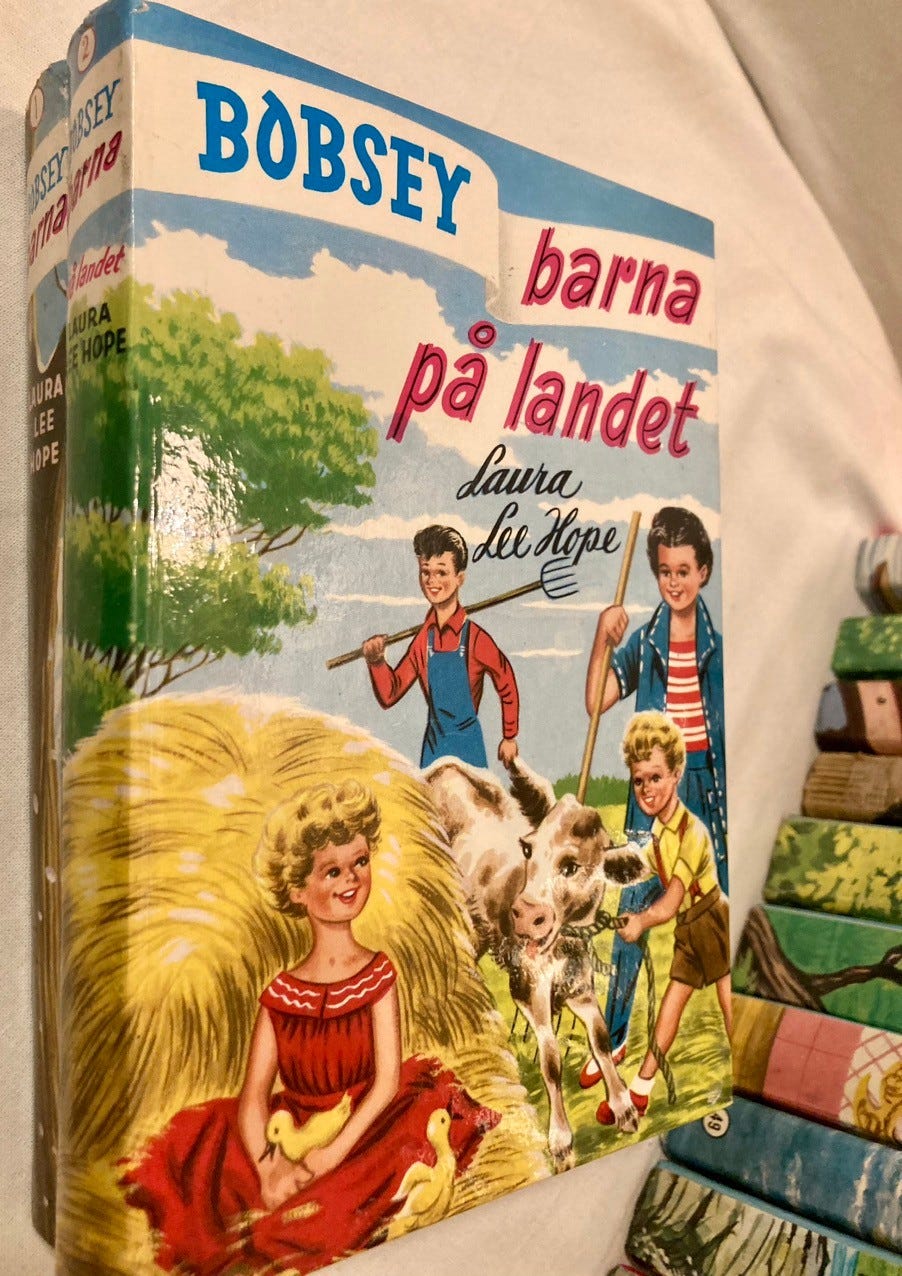 BOBSEY
barna
på landet
Laura
Lee Hope
2
BOBSEY
barna
på landet
LAURA
LEE HOPE
1
BOBSEY
barna
LAURA
LEE
HOPE
49